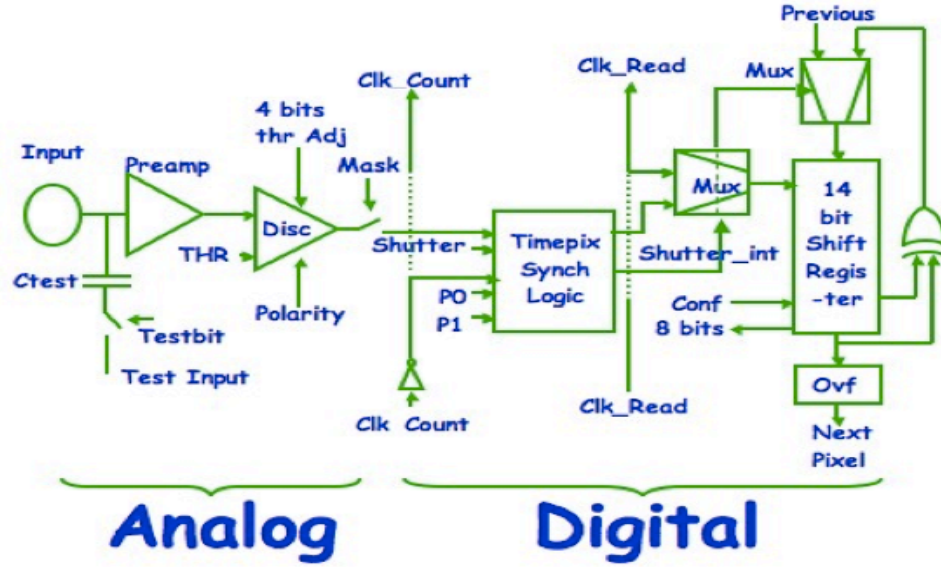 Previous
Clk_Read
Mux
Clk_Count
4 bits
thr Adj
Input
Preamp
Mask
Mux
14
bit
Shift
Regis
-ter
Disc
THR
Shutter
Timepix
Synch
Logic
Shutter_int
Ctest
P0
P1
Conf
8 bits
Polarity
Testbit
Test Input
Ovf
Clk_Read
Clk Count
Next
Pixel
Analog
Digital